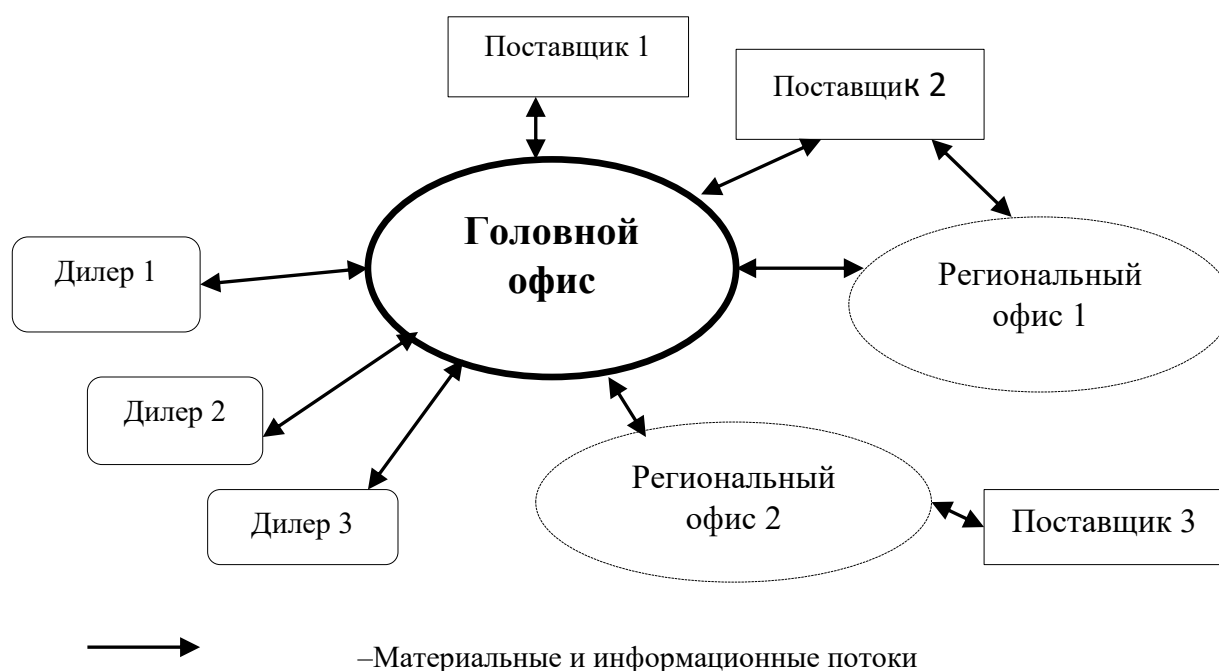 Поставщик 1
Поставщик 2
Головной
офис
Дилер 1
Региональный
офис 1
Дилер 2
Региональный
офис 2
Дилер 3
Поставщик 3
–Материальные и информационные потоки